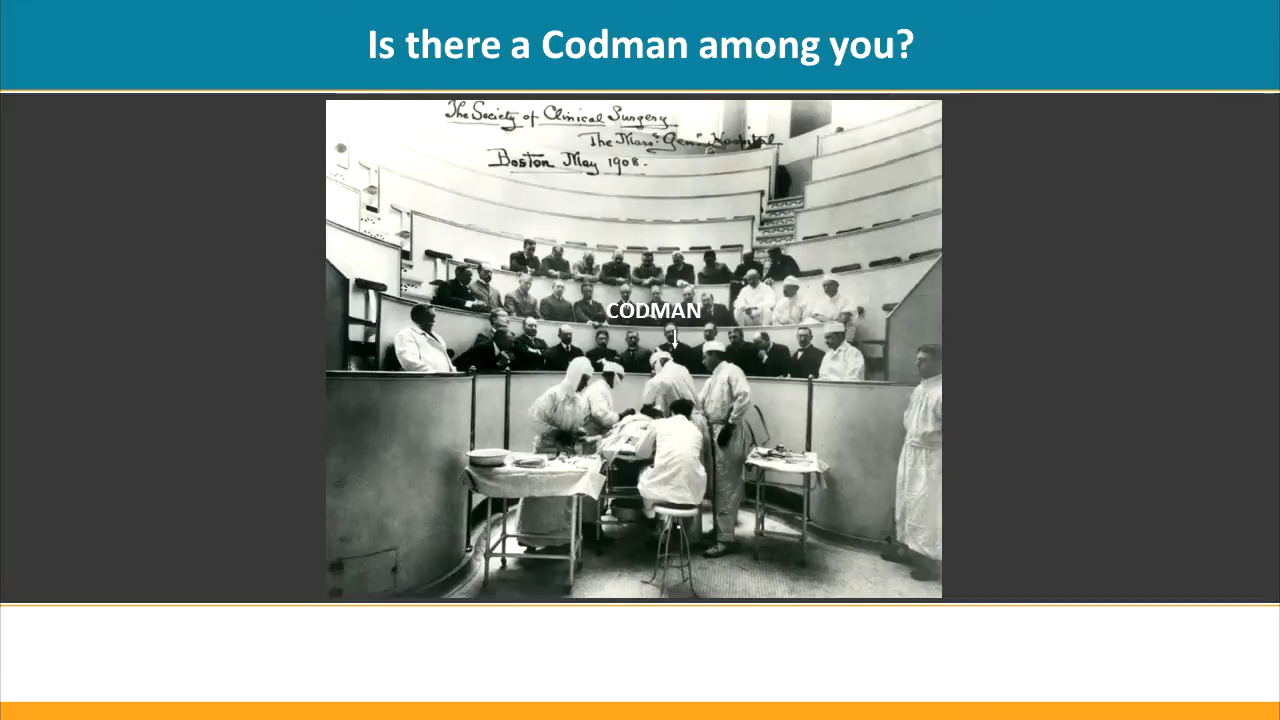 Is there a Codman among you?
The Society of Clinical Surgery
The Mass. Gen. Hospital
Boston May 1908.
CODMAN